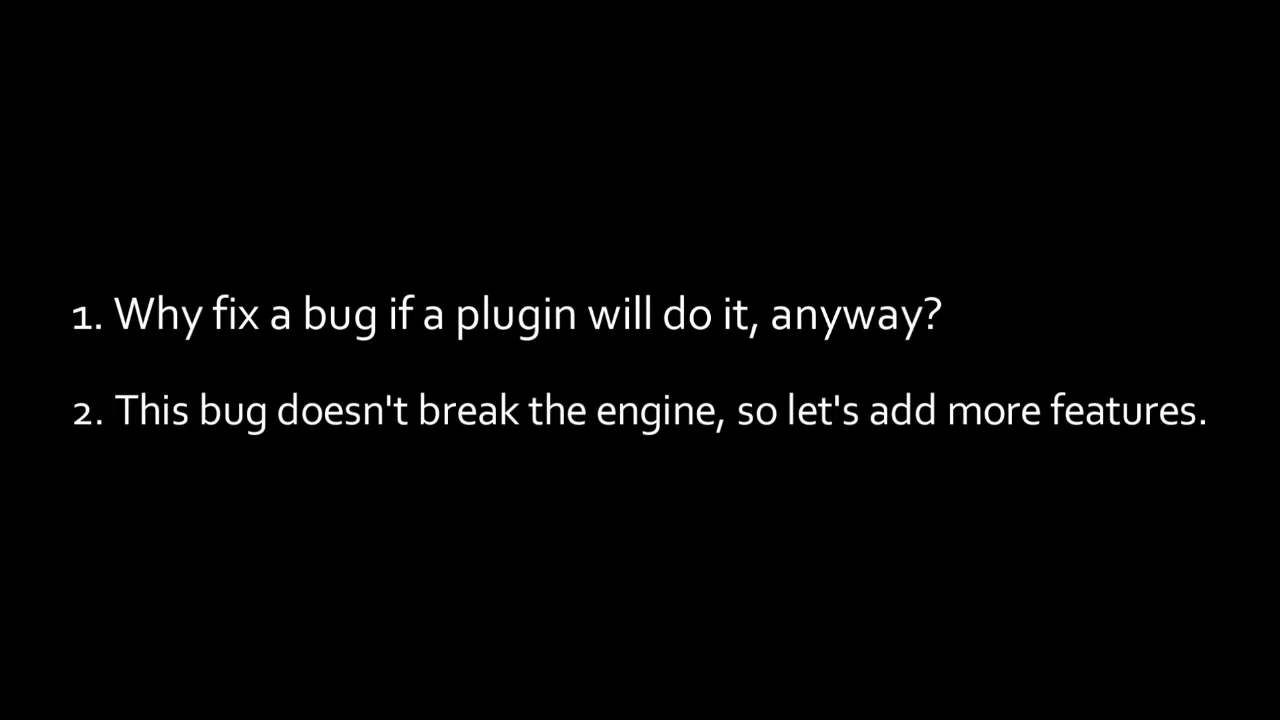 1. Why fix a bug if a plugin will do it, anyway?
2. This bug doesn't break the engine, so let's add more features.